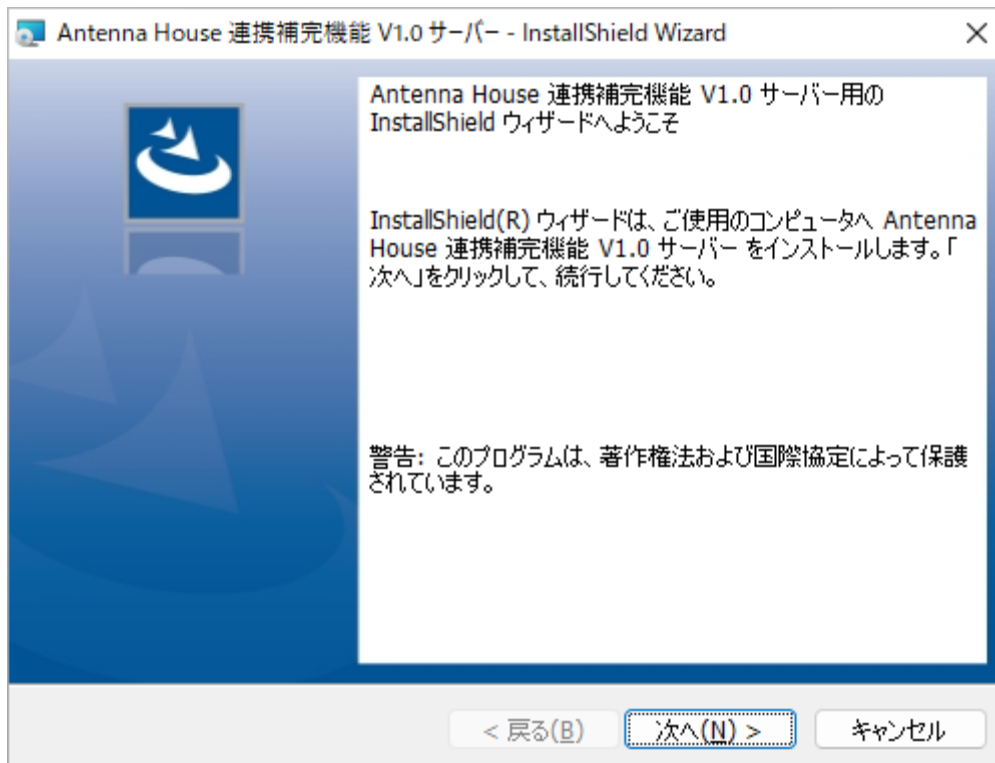 Antenna House 連携補完機能 V1.0 サーバー - InstallShield Wizard
Antenna House 連携補完機能 V1.0 サーバー用の
InstallShield ウィザードへようこそ
InstallShield(R) ウィザードは、ご使用のコンピュータへ Antenna
House 連携補完機能 V1.0 サーバー をインストールします。「
次へ」をクリックして、続行してください。
警告: このプログラムは、著作権法および国際協定によって保護
されています。
< 戻る(B)
次へ(N) >
キャンセル